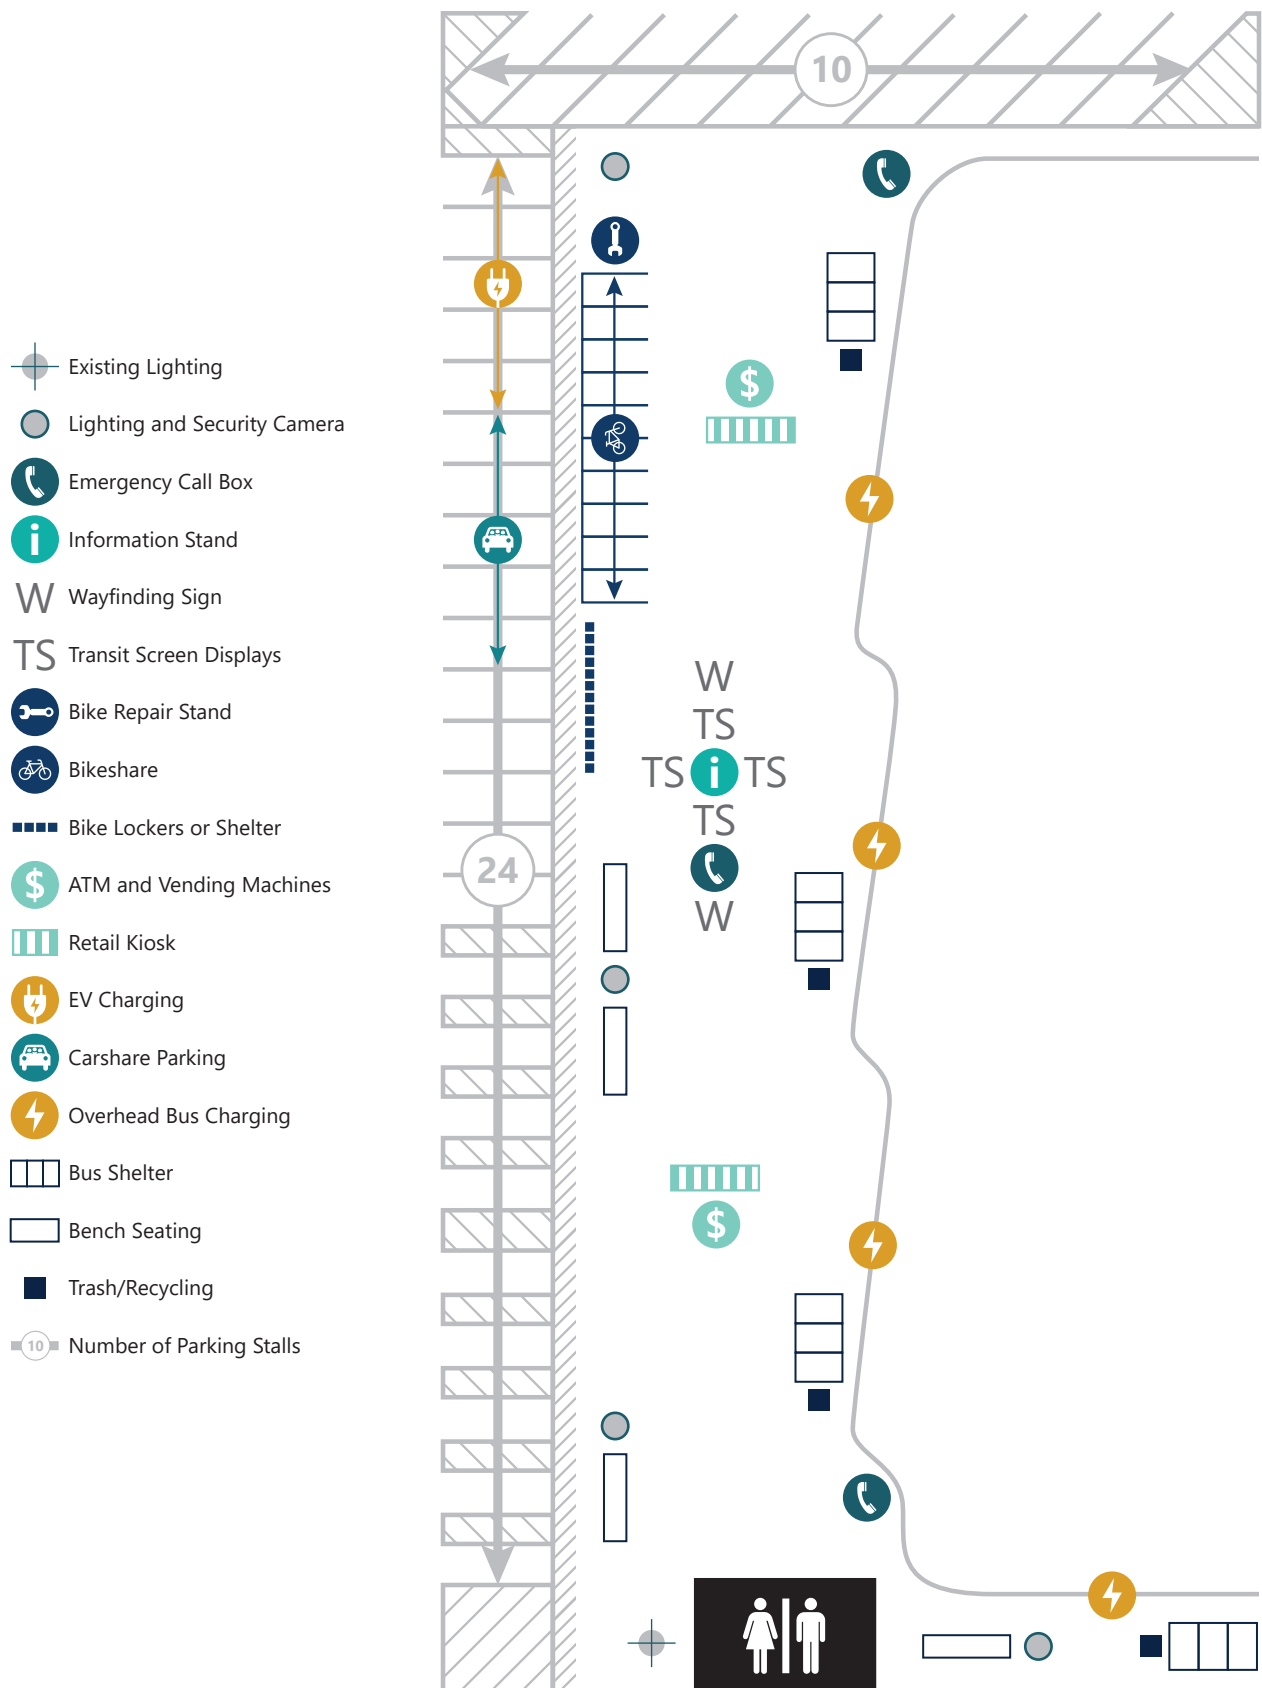 10
Existing Lighting
Lighting and Security Camera
Emergency Call Box
i Information Stand
W Wayfinding Sign
TS Transit Screen Displays
Bike Repair Stand
Bikeshare
Bike Lockers or Shelter
$ ATM and Vending Machines
Retail Kiosk
EV Charging
Carshare Parking
Overhead Bus Charging
Bus Shelter
Bench Seating
Trash/Recycling
10 Number of Parking Stalls
$
W
TS
TS i TS
TS
24
W
$